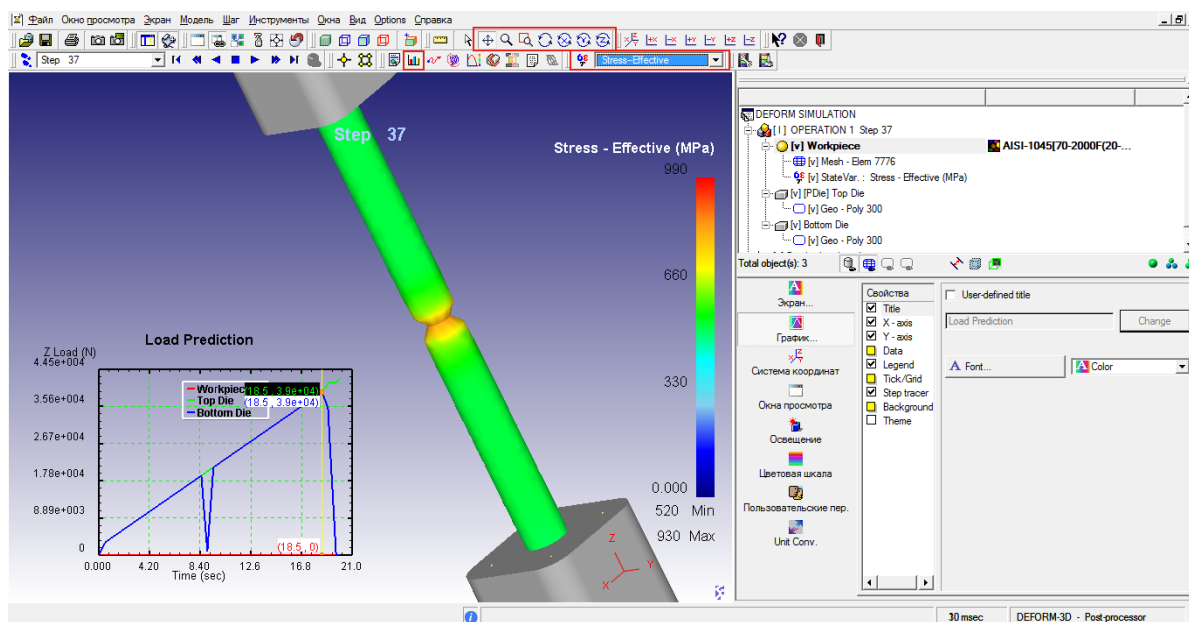 Файл Окно просмотра Экран Модель Шаг Инструменты Окна Вид Options Справка
Step 37
Stress--Effective
Step 37
Stress - Effective (MPa)
990
660
330
0.000
520 Min
930 Max
Load Prediction
Z Load (N)
4.45e+004
3.56e+004
2.67e+004
1.78e+004
8.89e+003
0
0.000 4.20 8.40 12.6 16.8 21.0
Time (sec)
Workpiec
Top Die
Bottom Die
(18.5 , 3.9e+04)
(18.5 , 3.9e+04)
(18.5 , 0)
Z
Y
X
DEFORM SIMULATION
[1] OPERATION 1 Step 37
[v] Workpiece AISI-1045[70-2000F(20-...
[v] Mesh - Elem 7776
[v] StateVar. : Stress - Effective (MPa)
[v] [PDie] Top Die
[v] Geo - Poly 300
[v] Bottom Die
[v] Geo - Poly 300
Total object(s): 3
Экран...
График...
Система координат
Окна просмотра
Освещение
Цветовая шкала
Пользовательские пер.
Unit Conv.
Свойства
Title
X - axis
Y - axis
Data
Legend
Tick/Grid
Step tracer
Background
Theme
User-defined title
Load Prediction
Change
A Font...
Color
30 msec
DEFORM-3D - Post-processor